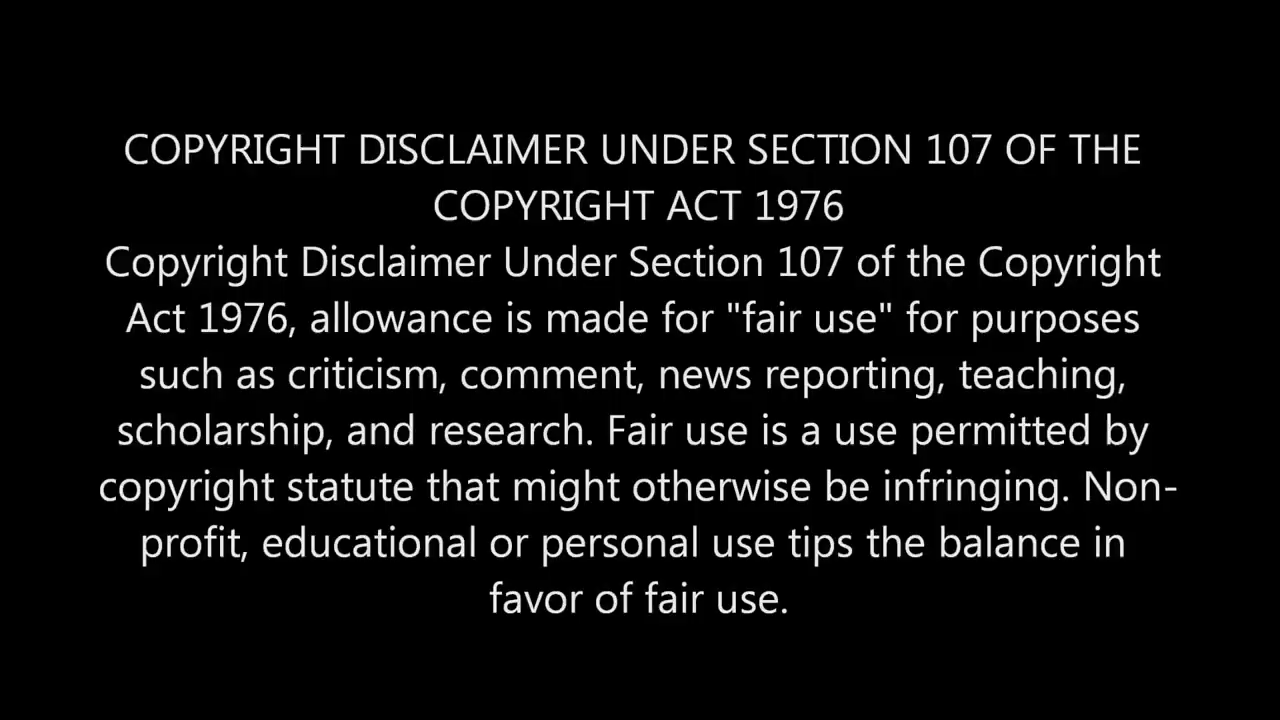 COPYRIGHT DISCLAIMER UNDER SECTION 107 OF THE
COPYRIGHT ACT 1976
Copyright Disclaimer Under Section 107 of the Copyright
Act 1976, allowance is made for "fair use" for purposes
such as criticism, comment, news reporting, teaching,
scholarship, and research. Fair use is a use permitted by
copyright statute that might otherwise be infringing. Non-
profit, educational or personal use tips the balance in
favor of fair use.